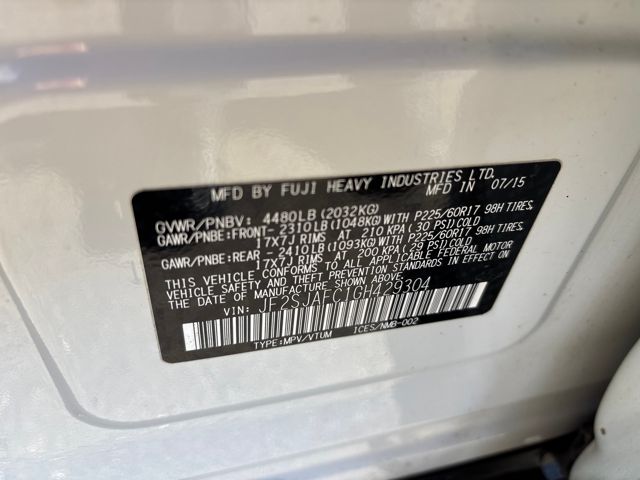 MFD BY FUJI HEAVY INDUSTRIES LTD.
MFD IN 07/15
GVWR/PNBV: 4480LB (2032KG)
GAWR/PNBE:FRONT- 2310LB (1048KG)WITH P225/60R17 98H TIRES,
17X7J RIMS AT 210 KPA ( 30 PSI) COLD
GAWR/PNBE:REAR - 2410LB (1093KG)WITH P225/60R17 98H TIRES,
17X7J RIMS AT 200 KPA ( 29 PSI) COLD
THIS VEHICLE CONFORMS TO ALL APPLICABLE FEDERAL MOTOR
VEHICLE SAFETY STANDARDS IN EFFECT ON
THE DATE OF MANUFACTURE SHOWN ABOVE.
VIN: JF2SJAFC1GH429304
TYPE:MPV/VTUM ICES/NMB-002